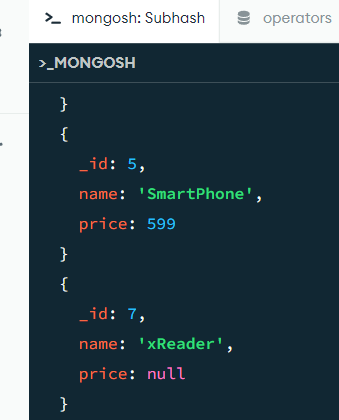 >_ mongosh: Subhash
operators
>_MONGOSH
}
{
_id: 5,
name: 'SmartPhone',
price: 599
}
{
_id: 7,
name: 'xReader',
price: null
}